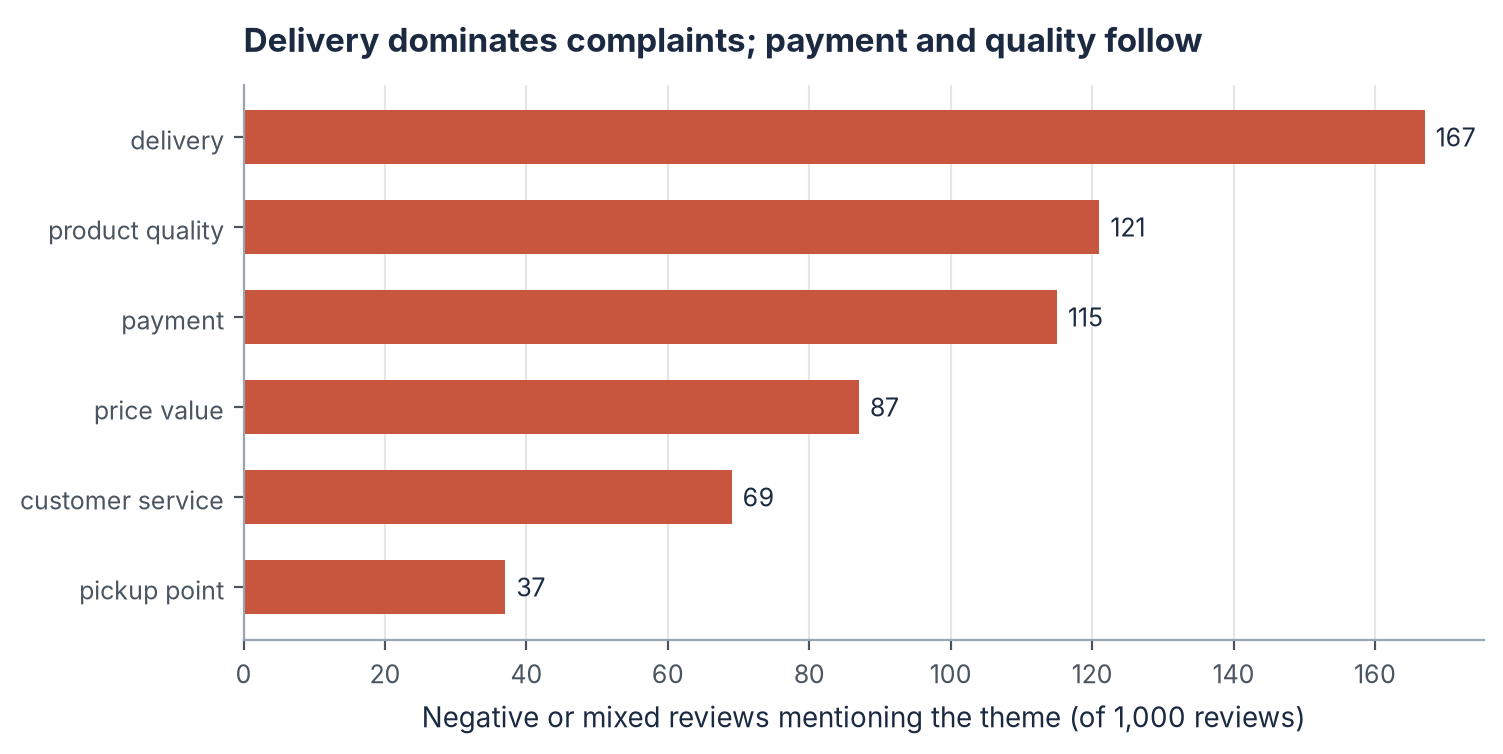 Delivery dominates complaints; payment and quality follow
delivery 167
product quality 121
payment 115
price value 87
customer service 69
pickup point 37
0 20 40 60 80 100 120 140 160
Negative or mixed reviews mentioning the theme (of 1,000 reviews)